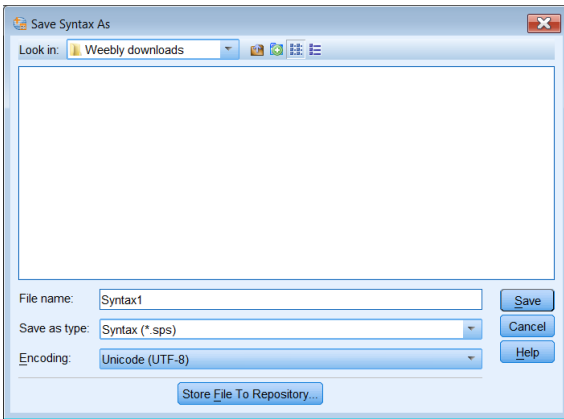 Save Syntax As
Look in: Weebly downloads
File name: Syntax1
Save
Save as type: Syntax (*.sps)
Cancel
Encoding: Unicode (UTF-8)
Help
Store File To Repository...